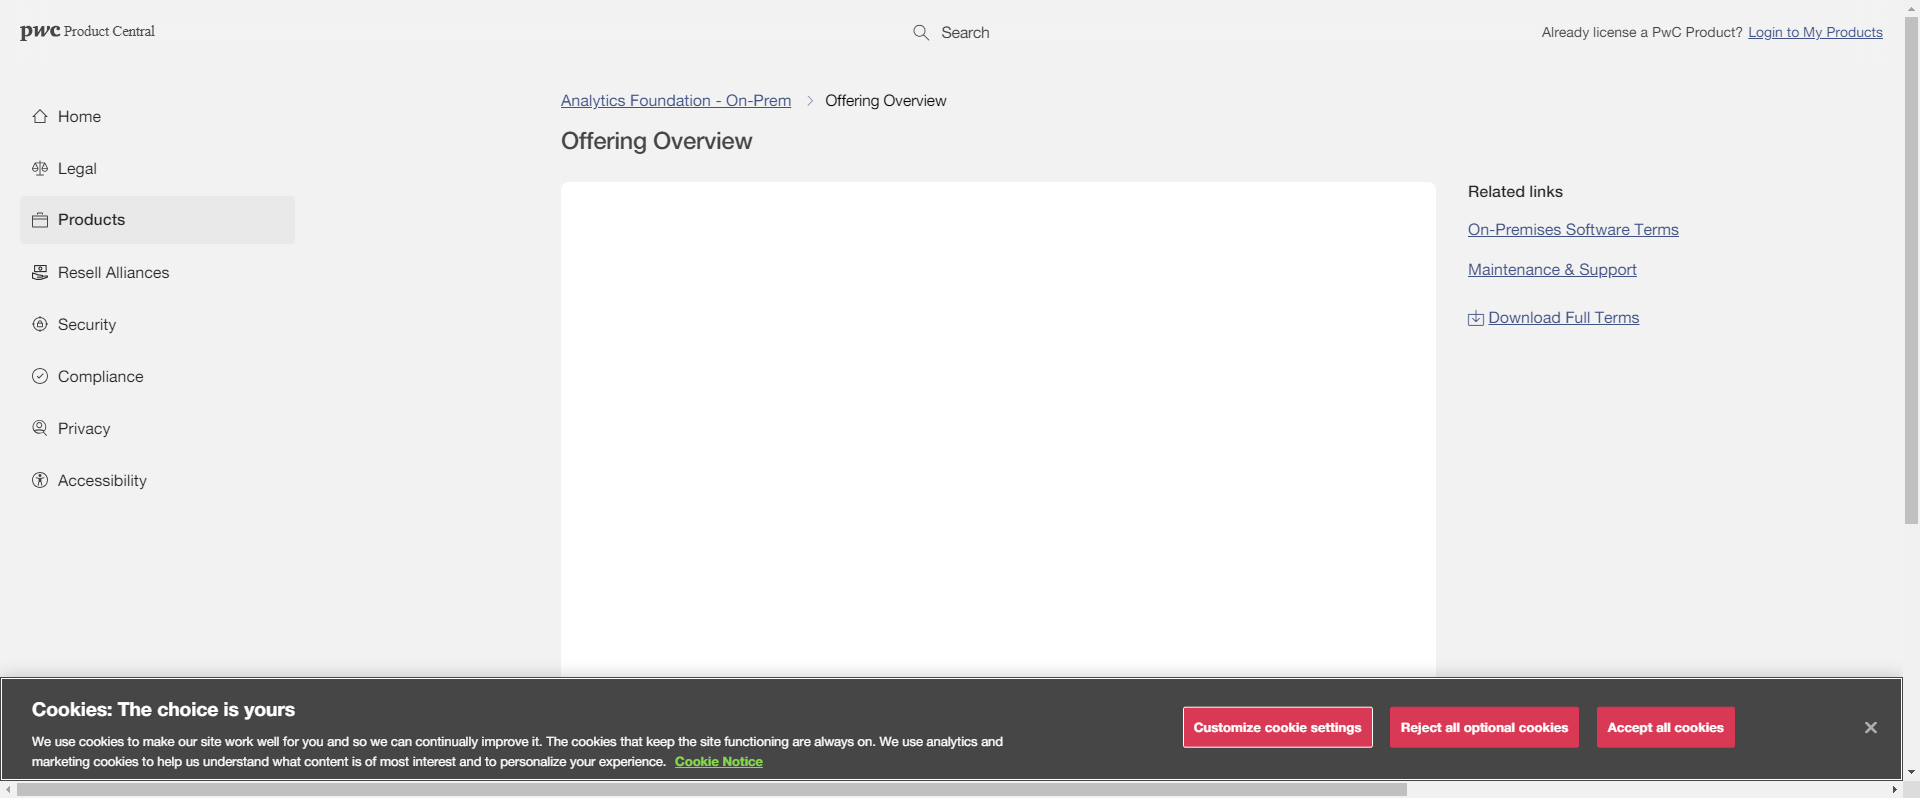 pwc Product Central
Search
Already license a PwC Product? Login to My Products
Home
Legal
Products
Resell Alliances
Security
Compliance
Privacy
Accessibility
Analytics Foundation - On-Prem > Offering Overview
Offering Overview
Related links
On-Premises Software Terms
Maintenance & Support
Download Full Terms
Cookies: The choice is yours
We use cookies to make our site work well for you and so we can continually improve it. The cookies that keep the site functioning are always on. We use analytics and
marketing cookies to help us understand what content is of most interest and to personalize your experience. Cookie Notice
Customize cookie settings
Reject all optional cookies
Accept all cookies